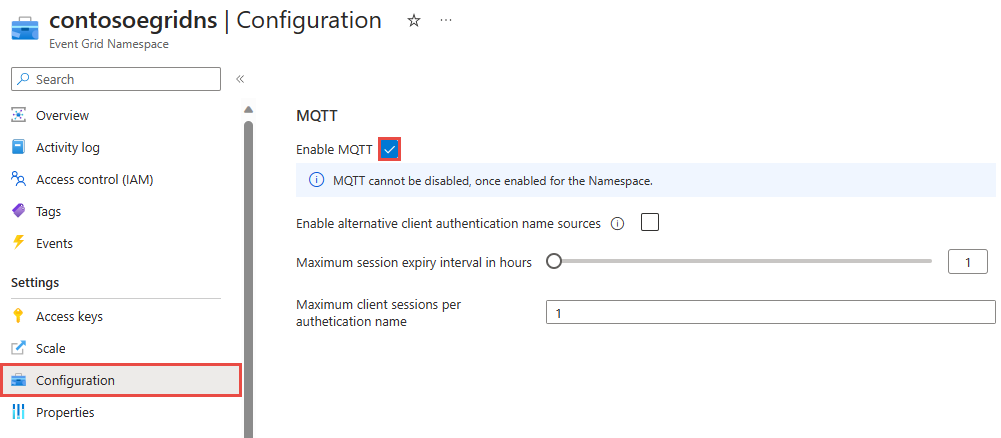 contosoegridns | Configuration
Event Grid Namespace
Search
Overview
Activity log
Access control (IAM)
Tags
Events
Settings
Access keys
Scale
Configuration
Properties
MQTT
Enable MQTT
MQTT cannot be disabled, once enabled for the Namespace.
Enable alternative client authentication name sources
Maximum session expiry interval in hours
1
Maximum client sessions per
authetication name
1